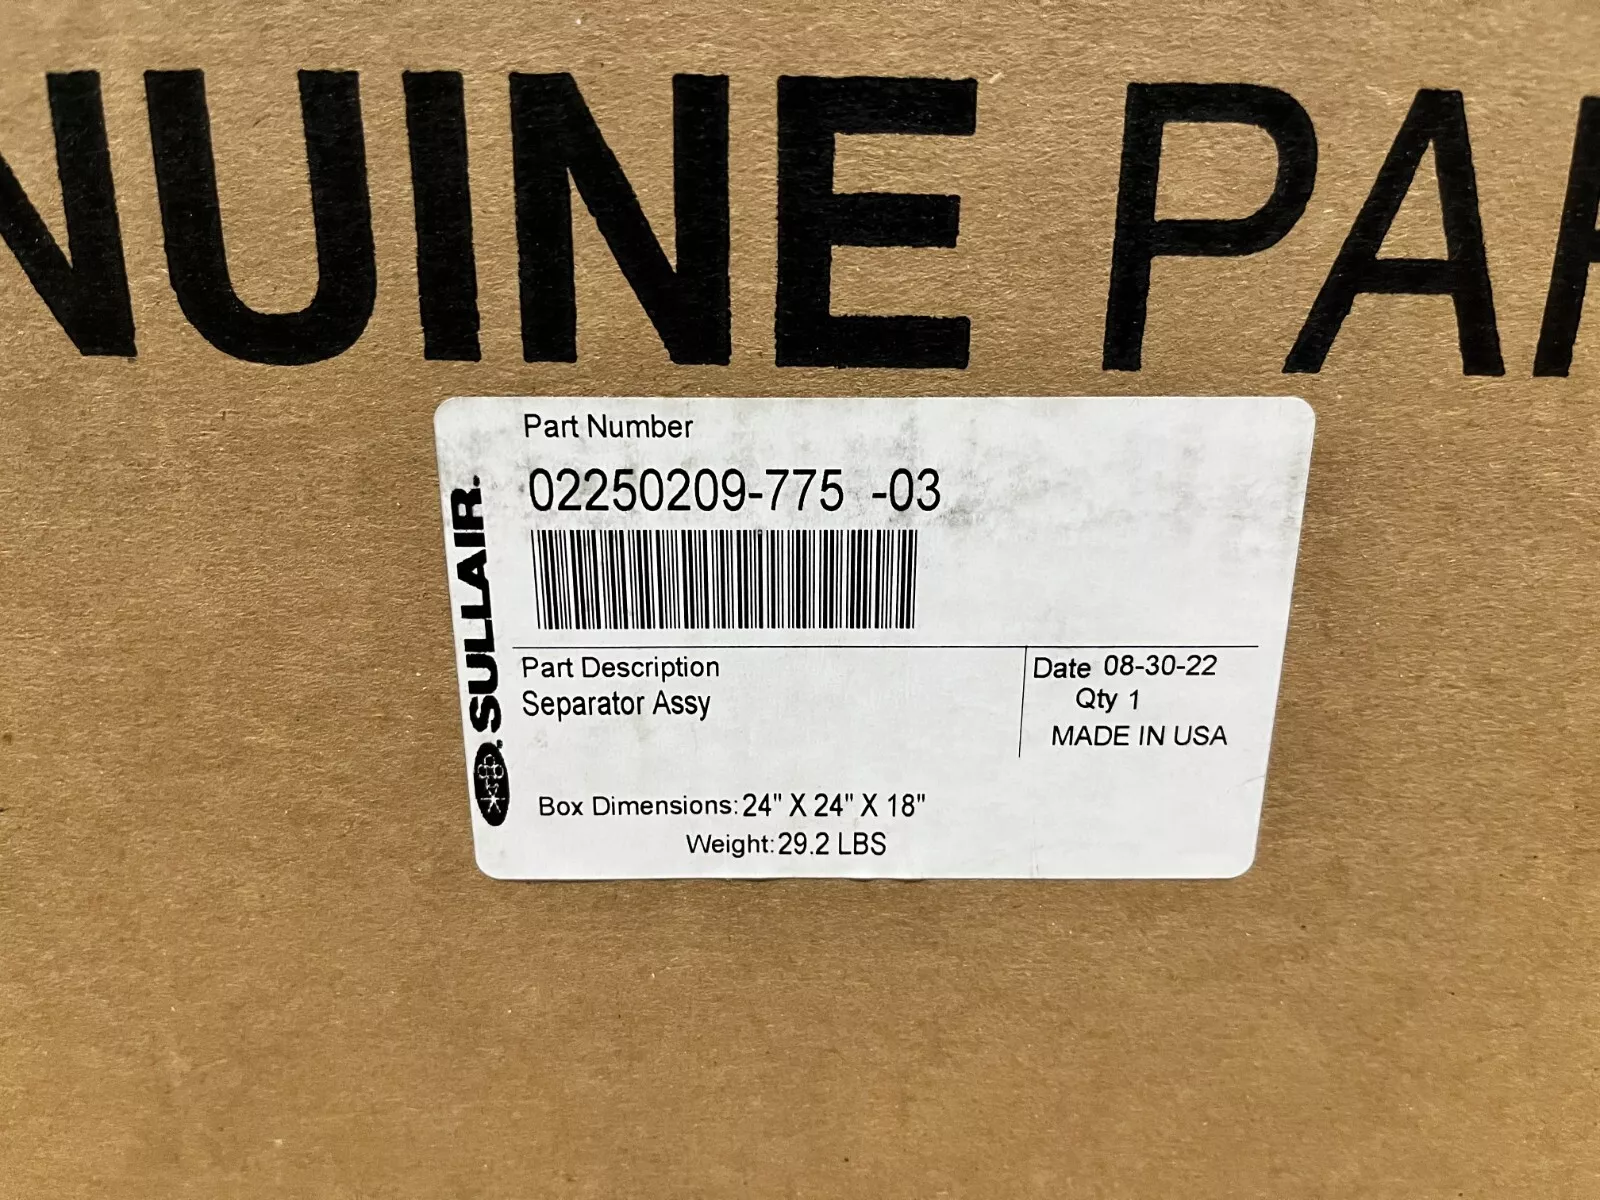 NUINE PAR
Part Number
02250209-775 -03
SULLAIR
Part Description
Separator Assy
Date 08-30-22
Qty 1
MADE IN USA
Box Dimensions: 24" X 24" X 18"
Weight: 29.2 LBS